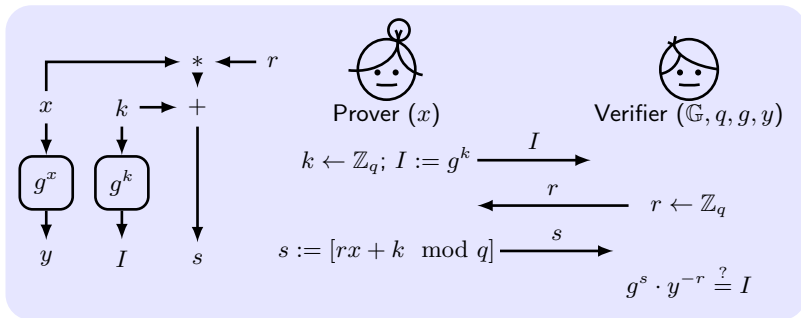 ∗ r
x k +
g^x g^k
y I s
Prover (x)
Verifier (𝔾, q, g, y)
k ← ℤ_q; I := g^k
I
r
r ← ℤ_q
s := [rx + k mod q]
s
g^s · y^{−r} ≟ I